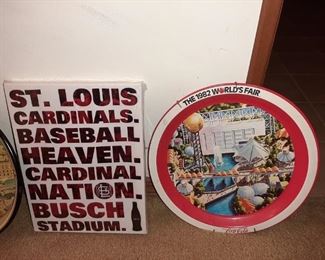 ST. LOUIS
CARDINALS.
BASEBALL
HEAVEN.
CARDINAL
NATION.
BUSCH
STADIUM.
THE 1982 WORLD'S FAIR
Coca-Cola